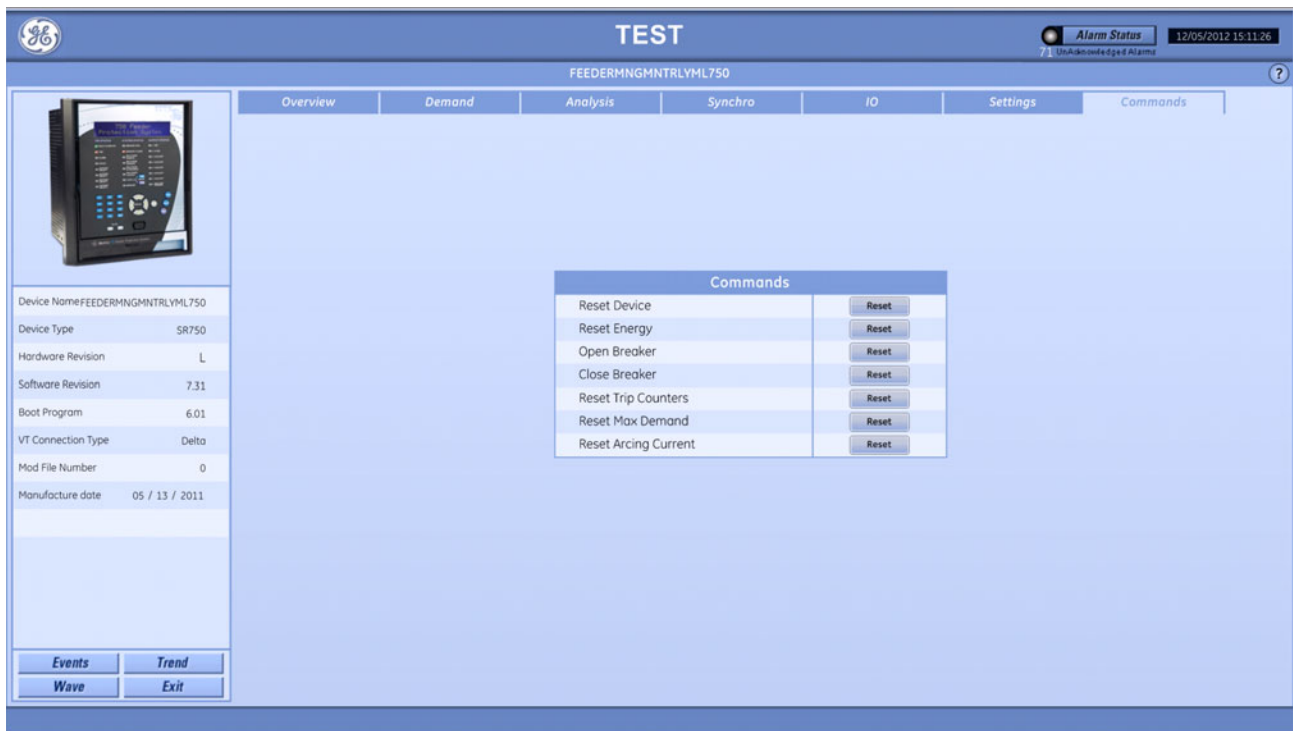 TEST
Alarm Status
12/05/2012 15:11:26
71 UnAcknowledged Alarms
FEEDERMNGMNTRLYML750
?
Overview Demand Analysis Synchro IO Settings Commands
750 Feeder
Protection System
Commands
Device Name FEEDERMNGMNTRLYML750
Reset Device Reset
Device Type SR750
Reset Energy Reset
Hardware Revision L
Open Breaker Reset
Software Revision 7.31
Close Breaker Reset
Boot Program 6.01
Reset Trip Counters Reset
VT Connection Type Delta
Reset Max Demand Reset
Mod File Number 0
Reset Arcing Current Reset
Manufacture date 05 / 13 / 2011
Events Trend
Wave Exit